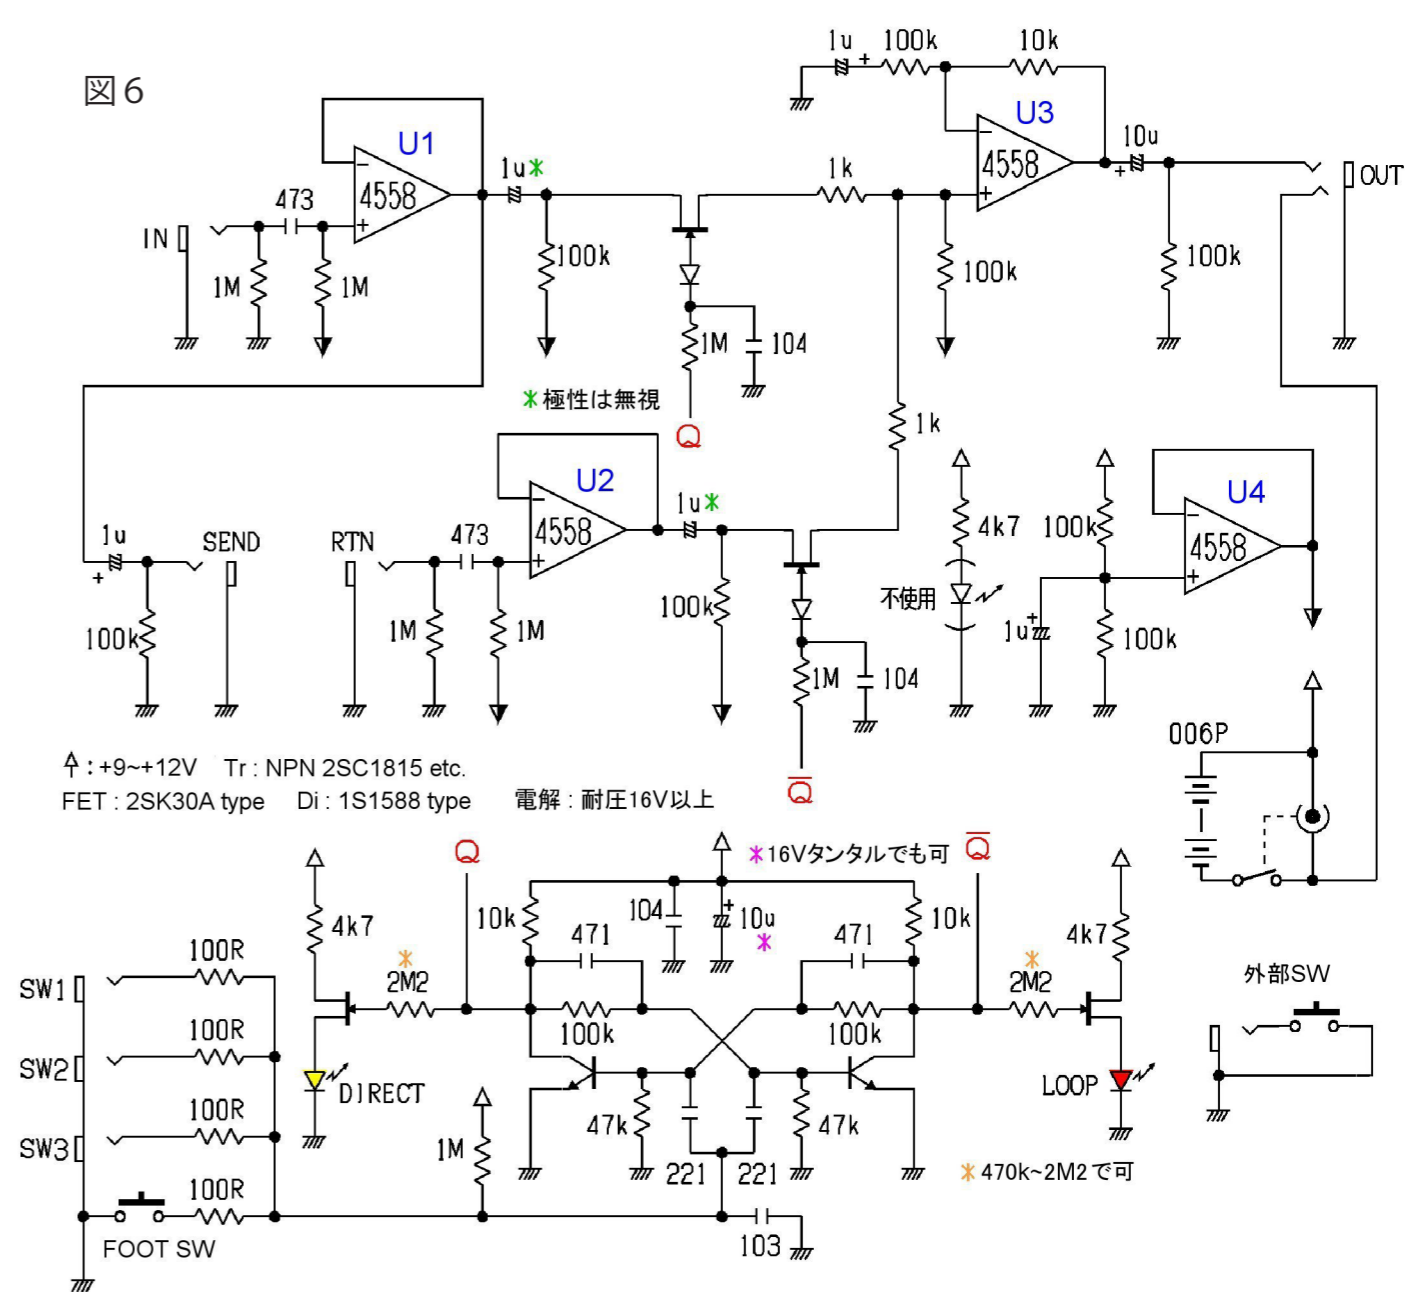 図6
1u
100k
10k
U3
U1
10u
1u*
4558
1k
4558
OUT
473
IN
100k
100k
100k
1M
1M
1M
104
*極性は無視
Q
1k
U2
U4
1u*
1u
SEND
RTN
473
4558
4k7
100k
4558
不使用
100k
1M
1M
100k
1u
100k
1M
104
006P
Q
:+9~+12V Tr : NPN 2SC1815 etc.
FET : 2SK30A type Di : 1S1588 type 電解 : 耐圧16V以上
Q
*16Vタンタルでも可
Q
4k7
10k
104
10u
*
10k
4k7
100R
*
2M2
471
471
*
2M2
外部SW
SW1
100k
100k
100R
SW2
DIRECT
LOOP
100R
SW3
1M
47k
221
221
47k
*470k~2M2で可
100R
FOOT SW
103